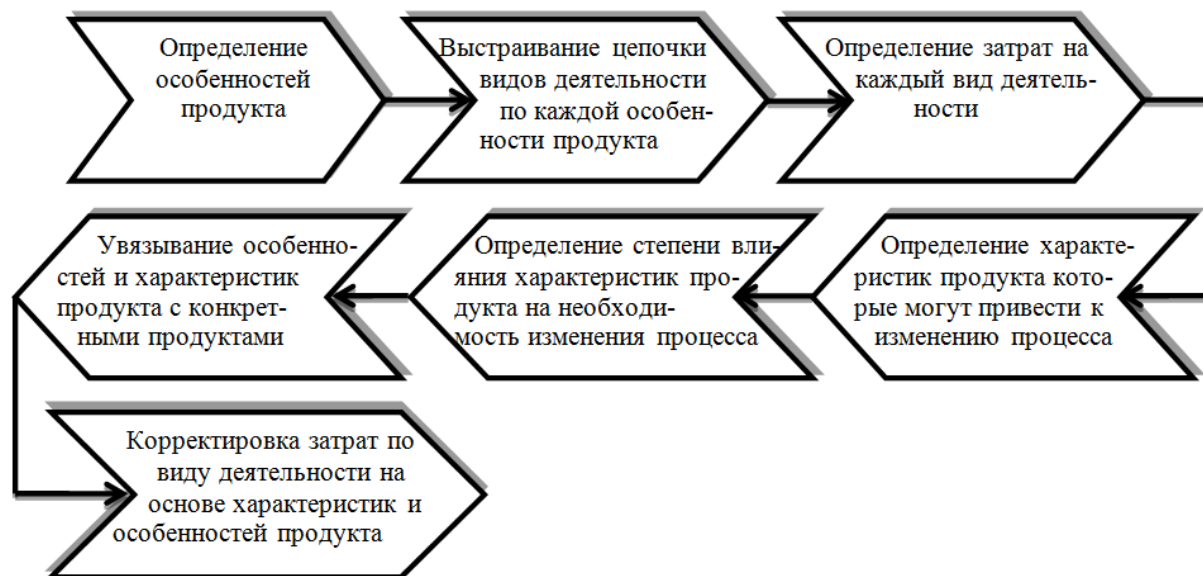 Определение
особенностей
продукта
Выстраивание цепочки
видов деятельности
по каждой особен-
ности продукта
Определение затрат на
каждый вид деятель-
ности
Определение характе-
ристик продукта кото-
рые могут привести к
изменению процесса
Определение степени вли-
яния характеристик про-
дукта на необходи-
мость изменения процесса
Увязывание особенно-
стей и характеристик
продукта с конкрет-
ными продуктами
Корректировка затрат по
виду деятельности на
основе характеристик и
особенностей продукта